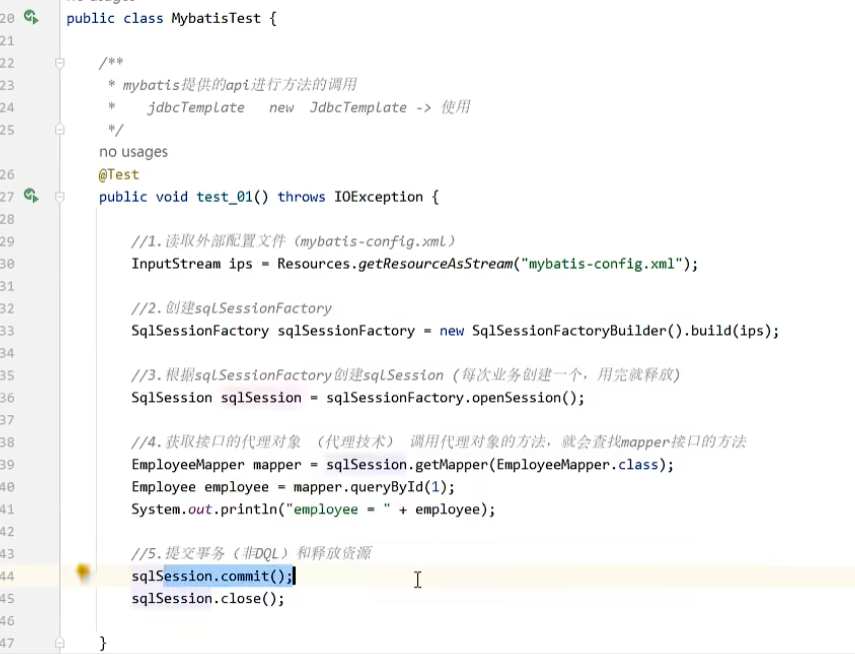 20 public class MybatisTest {
21
22 /**
23 * mybatis提供的api进行方法的调用
24 * jdbcTemplate new JdbcTemplate -> 使用
25 */
no usages
26 @Test
27 public void test_01() throws IOException {
28
29 //1.读取外部配置文件（mybatis-config.xml）
30 InputStream ips = Resources.getResourceAsStream("mybatis-config.xml");
31
32 //2.创建sqlSessionFactory
33 SqlSessionFactory sqlSessionFactory = new SqlSessionFactoryBuilder().build(ips);
34
35 //3.根据sqlSessionFactory创建sqlSession (每次业务创建一个，用完就释放)
36 SqlSession sqlSession = sqlSessionFactory.openSession();
37
38 //4.获取接口的代理对象 （代理技术） 调用代理对象的方法，就会查找mapper接口的方法
39 EmployeeMapper mapper = sqlSession.getMapper(EmployeeMapper.class);
40 Employee employee = mapper.queryById(1);
41 System.out.println("employee = " + employee);
42
43 //5.提交事务（非DQL）和释放资源
44 sqlSession.commit();
45 sqlSession.close();
46
47 }